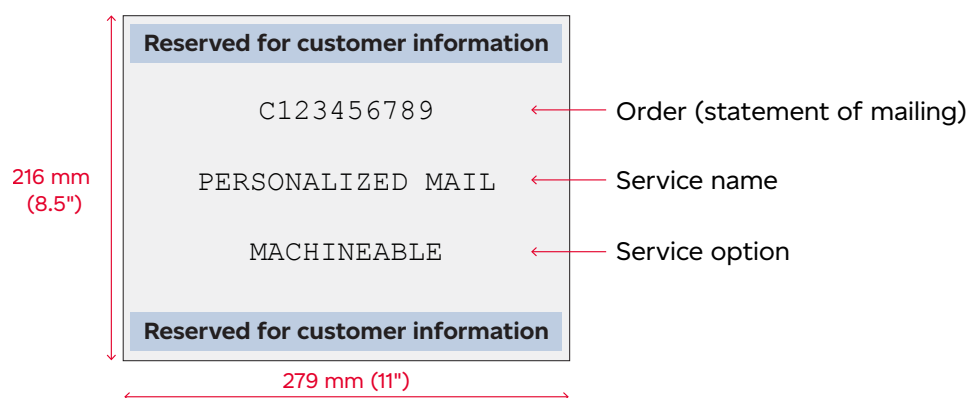 Reserved for customer information
C123456789
Order (statement of mailing)
PERSONALIZED MAIL
Service name
216 mm
(8.5")
MACHINEABLE
Service option
Reserved for customer information
279 mm (11")